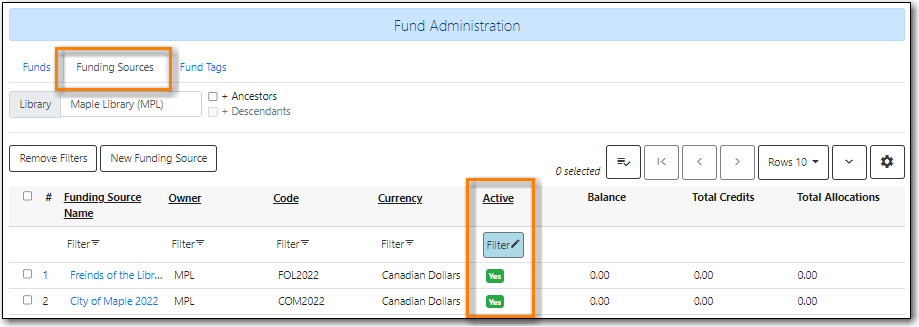 Fund Administration
Funds Funding Sources Fund Tags
Library Maple Library (MPL) + Ancestors
+ Descendants
Remove Filters New Funding Source 0 selected Rows 10
# Funding Source Name Owner Code Currency Active Balance Total Credits Total Allocations
Filter Filter Filter Filter Filter
1 Freinds of the Libr... MPL FOL2022 Canadian Dollars Yes 0.00 0.00 0.00
2 City of Maple 2022 MPL COM2022 Canadian Dollars Yes 0.00 0.00 0.00